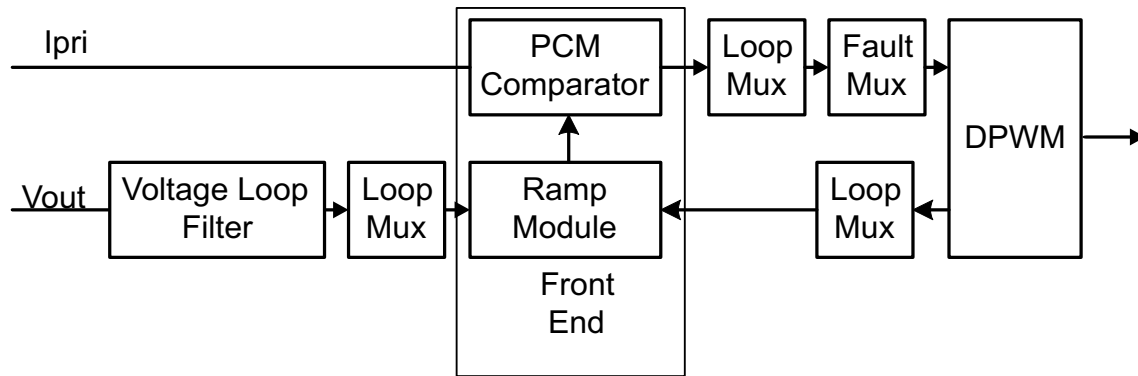 Ipri
PCM
Comparator
Loop
Mux
Fault
Mux
DPWM
Vout
Voltage Loop
Filter
Loop
Mux
Ramp
Module
Loop
Mux
Front
End